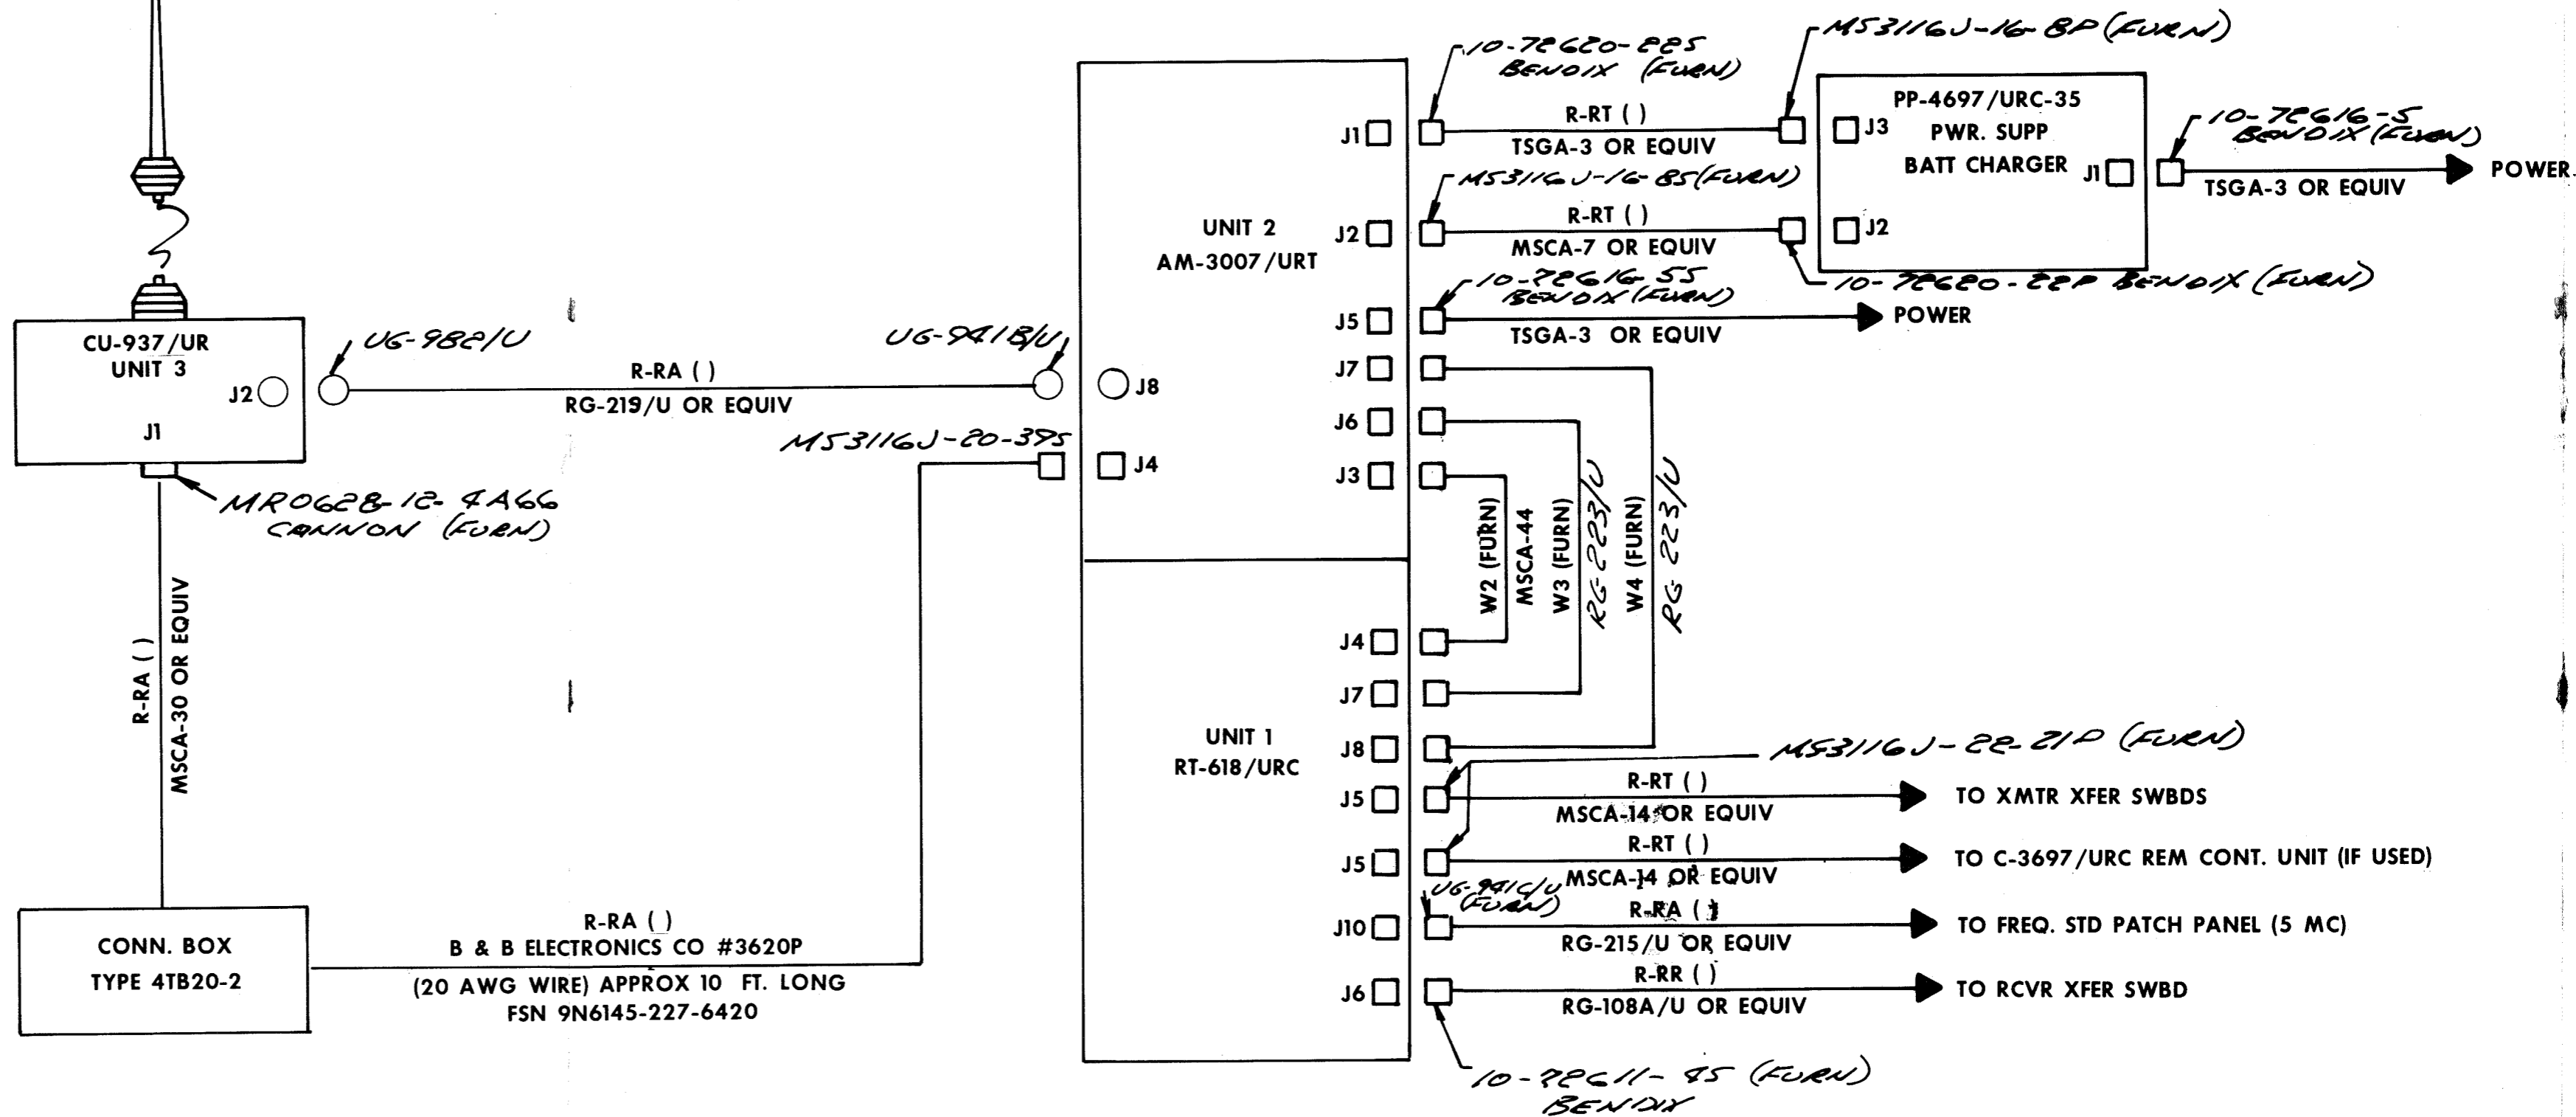 10-72620-22S
BENDIX (FURN)
MS3116J-16-8P (FURN)
R-RT ( )
TSGA-3 OR EQUIV
J1
J3
PP-4697/URC-35
PWR. SUPP
BATT CHARGER
J1
10-72616-5
BENDIX (FURN)
TSGA-3 OR EQUIV
POWER.
MS3116J-16-8S (FURN)
UNIT 2
AM-3007/URT
J2
R-RT ( )
MSCA-7 OR EQUIV
J2
10-72620-22P BENDIX (FURN)
10-72616-5S
BENDIX (FURN)
J5
TSGA-3 OR EQUIV
POWER
CU-937/UR
UNIT 3
J2
J1
UG-982/U
R-RA ( )
RG-219/U OR EQUIV
UG-941B/U
J8
J7
J6
J3
MS3116J-20-39S
J4
MR0628-12-4A66
CANNON (FURN)
W2 (FURN)
MSCA-44
W3 (FURN)
RG-223/U
W4 (FURN)
RG-223/U
R-RA ( )
MSCA-30 OR EQUIV
J4
J7
J8
UNIT 1
RT-618/URC
MS3116J-22-21P (FURN)
J5
R-RT ( )
MSCA-14 OR EQUIV
TO XMTR XFER SWBDS
J5
R-RT ( )
MSCA-14 OR EQUIV
TO C-3697/URC REM CONT. UNIT (IF USED)
UG-941C/U
(FURN)
J10
R-RA ( )
RG-215/U OR EQUIV
TO FREQ. STD PATCH PANEL (5 MC)
J6
R-RR ( )
RG-108A/U OR EQUIV
TO RCVR XFER SWBD
10-72611-4S (FURN)
BENDIX
CONN. BOX
TYPE 4TB20-2
R-RA ( )
B & B ELECTRONICS CO #3620P
(20 AWG WIRE) APPROX 10 FT. LONG
FSN 9N6145-227-6420